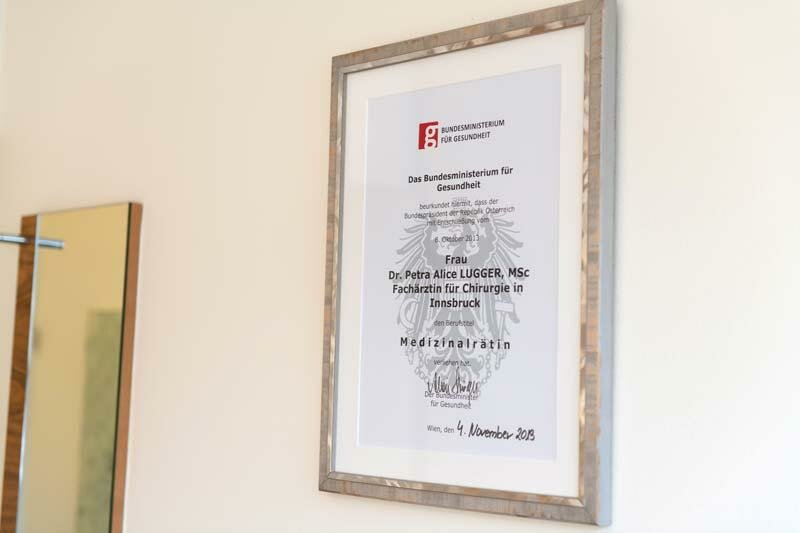 g
BUNDESMINISTERIUM
FÜR GESUNDHEIT
Das Bundesministerium für
Gesundheit
beurkundet hiermit, dass der
Bundespräsident der Republik Österreich
mit Entschließung vom
8. Oktober 2013
Frau
Dr. Petra Alice LUGGER, MSc
Fachärztin für Chirurgie in
Innsbruck
den Berufstitel
Medizinalrätin
verliehen hat.
Der Bundesminister
für Gesundheit
Wien, den 4. November 2013